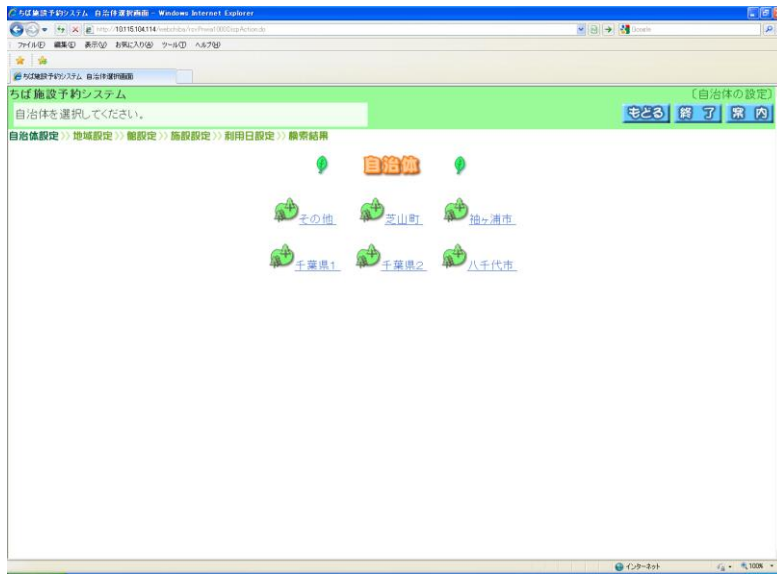 ちば施設予約システム 自治体選択画面 - Windows Internet Explorer
ファイル(F) 編集(E) 表示(V) お気に入り(A) ツール(T) ヘルプ(H)
ちば施設予約システム 自治体選択画面
ちば施設予約システム
〔自治体の設定〕
自治体を選択してください。
もどる 終了 案内
自治体設定>>地域設定>>館設定>>施設設定>>利用日設定>>検索結果
自治体
その他 芝山町 袖ヶ浦市
千葉県1 千葉県2 八千代市
インターネット 100%